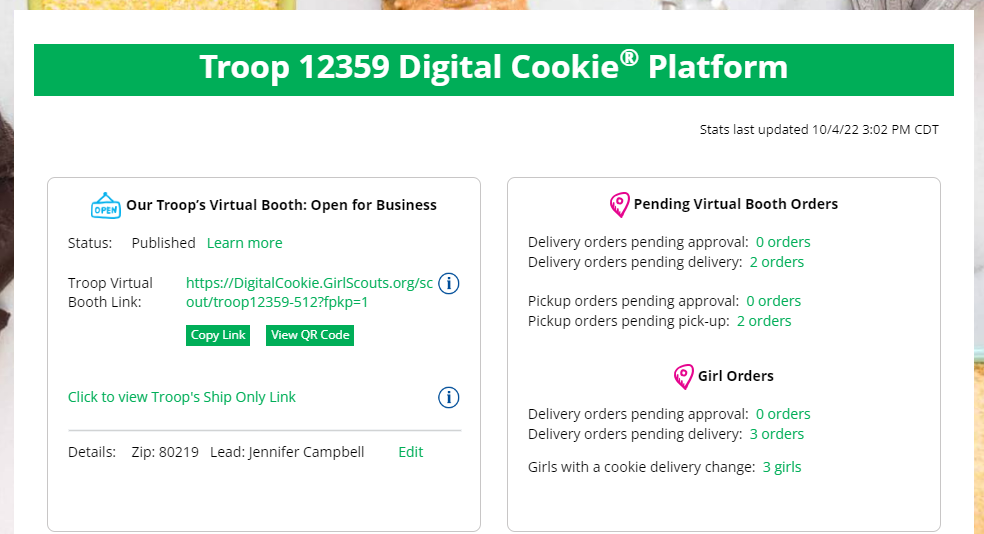 Troop 12359 Digital Cookie® Platform
Stats last updated 10/4/22 3:02 PM CDT
OPEN
Our Troop's Virtual Booth: Open for Business
Status: Published Learn more
Troop Virtual Booth Link:
https://DigitalCookie.GirlScouts.org/sc
out/troop12359-512?fpkp=1
i
Copy Link View QR Code
Click to view Troop's Ship Only Link
i
Details: Zip: 80219 Lead: Jennifer Campbell Edit
Pending Virtual Booth Orders
Delivery orders pending approval: 0 orders
Delivery orders pending delivery: 2 orders
Pickup orders pending approval: 0 orders
Pickup orders pending pick-up: 2 orders
Girl Orders
Delivery orders pending approval: 0 orders
Delivery orders pending delivery: 3 orders
Girls with a cookie delivery change: 3 girls